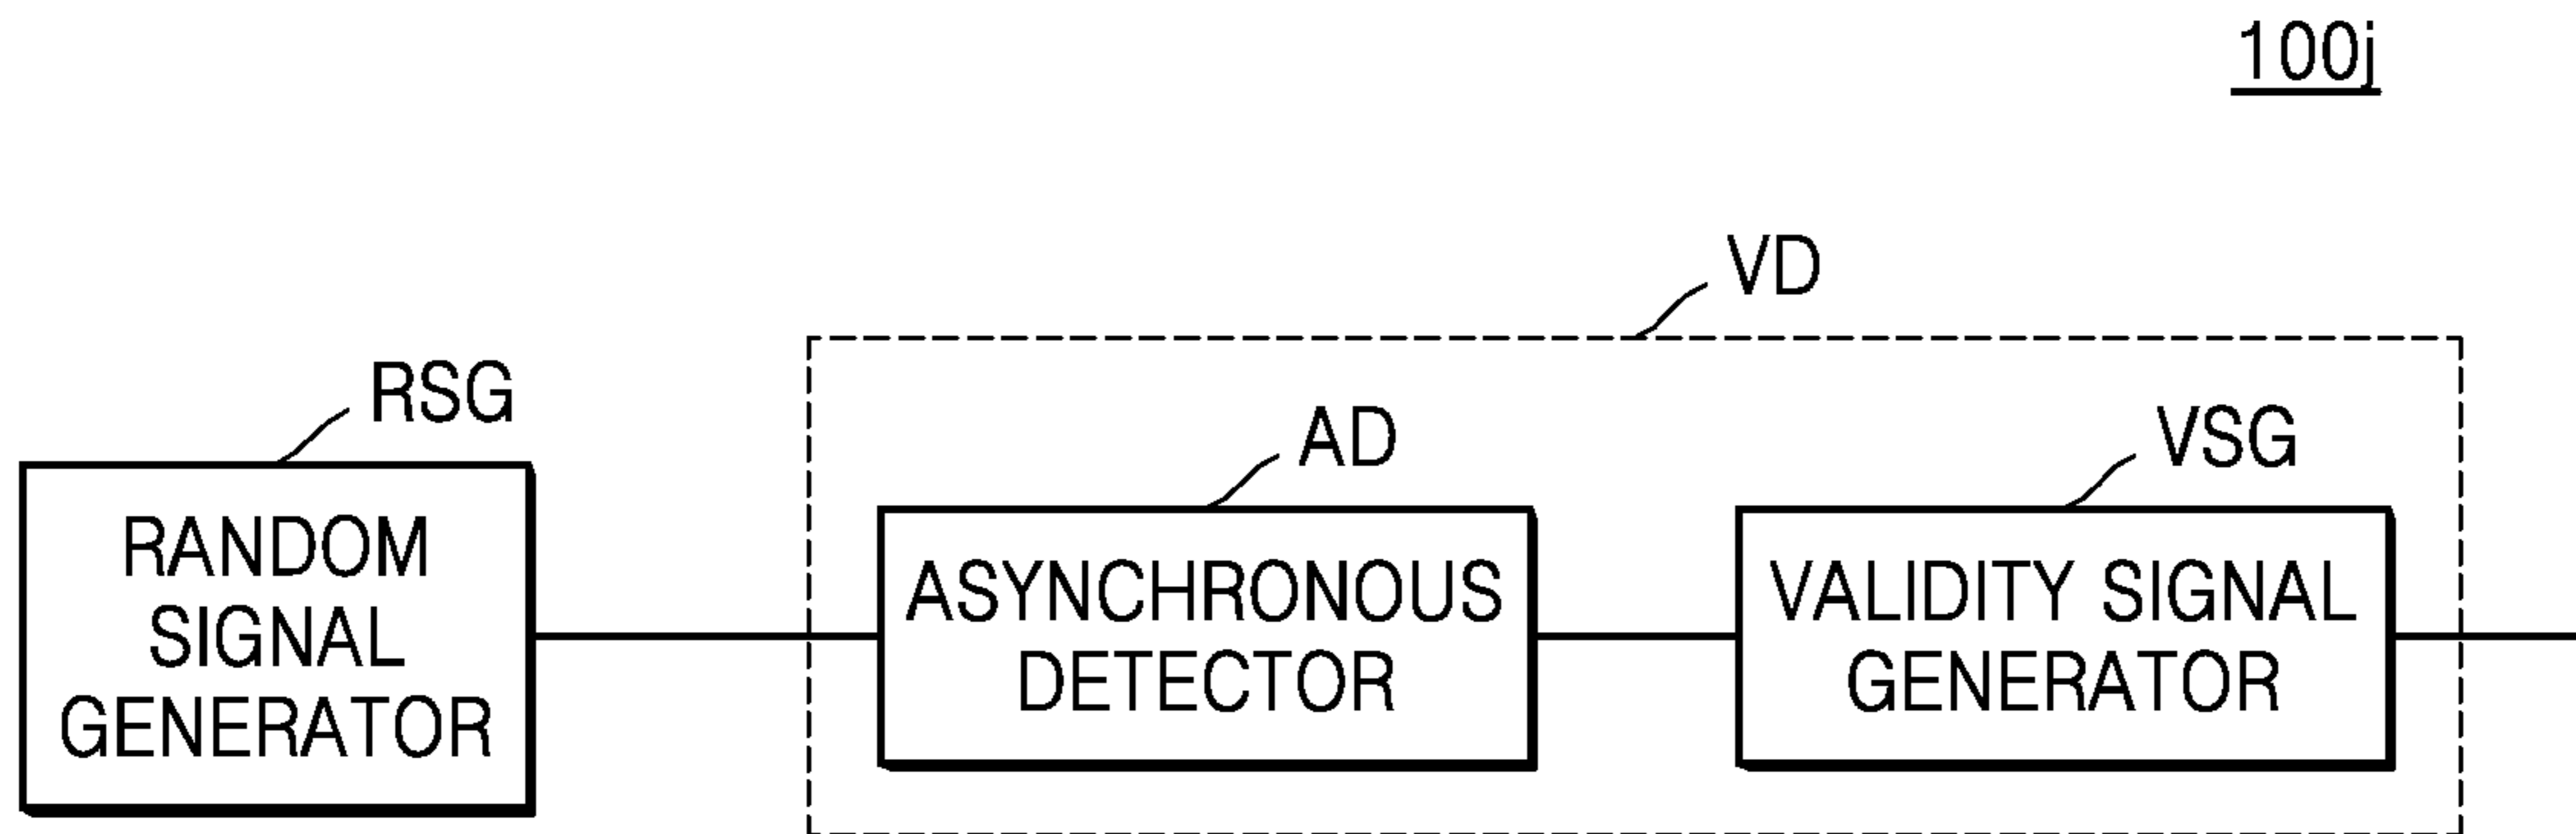 100j
VD
RSG
AD
VSG
RANDOM
SIGNAL
GENERATOR
ASYNCHRONOUS
DETECTOR
VALIDITY SIGNAL
GENERATOR